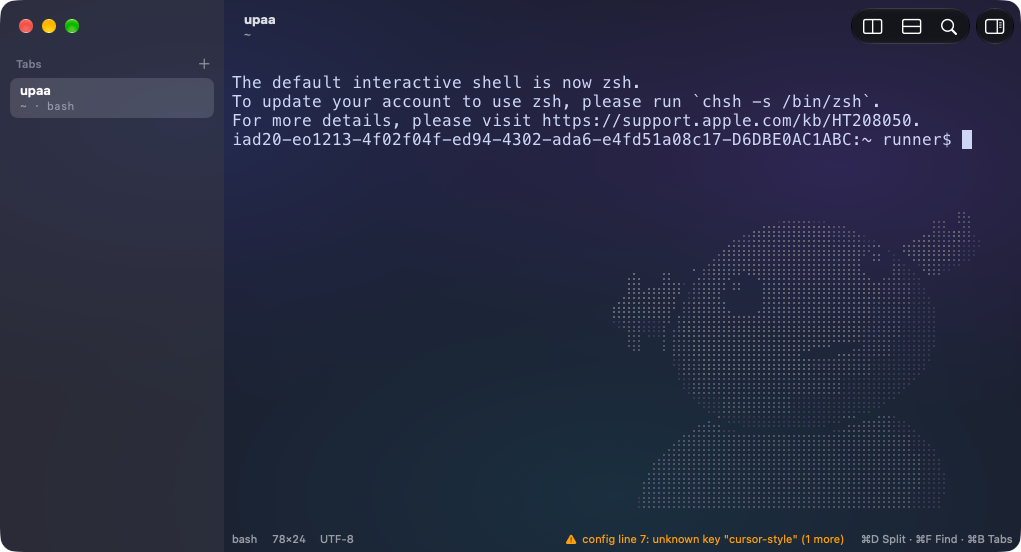 upaa
~
Tabs
upaa
~ · bash
The default interactive shell is now zsh.
To update your account to use zsh, please run `chsh -s /bin/zsh`.
For more details, please visit https://support.apple.com/kb/HT208050.
iad20-eo1213-4f02f04f-ed94-4302-ada6-e4fd51a08c17-D6DBE0AC1ABC:~ runner$
bash 78×24 UTF-8 config line 7: unknown key "cursor-style" (1 more) ⌘D Split · ⌘F Find · ⌘B Tabs